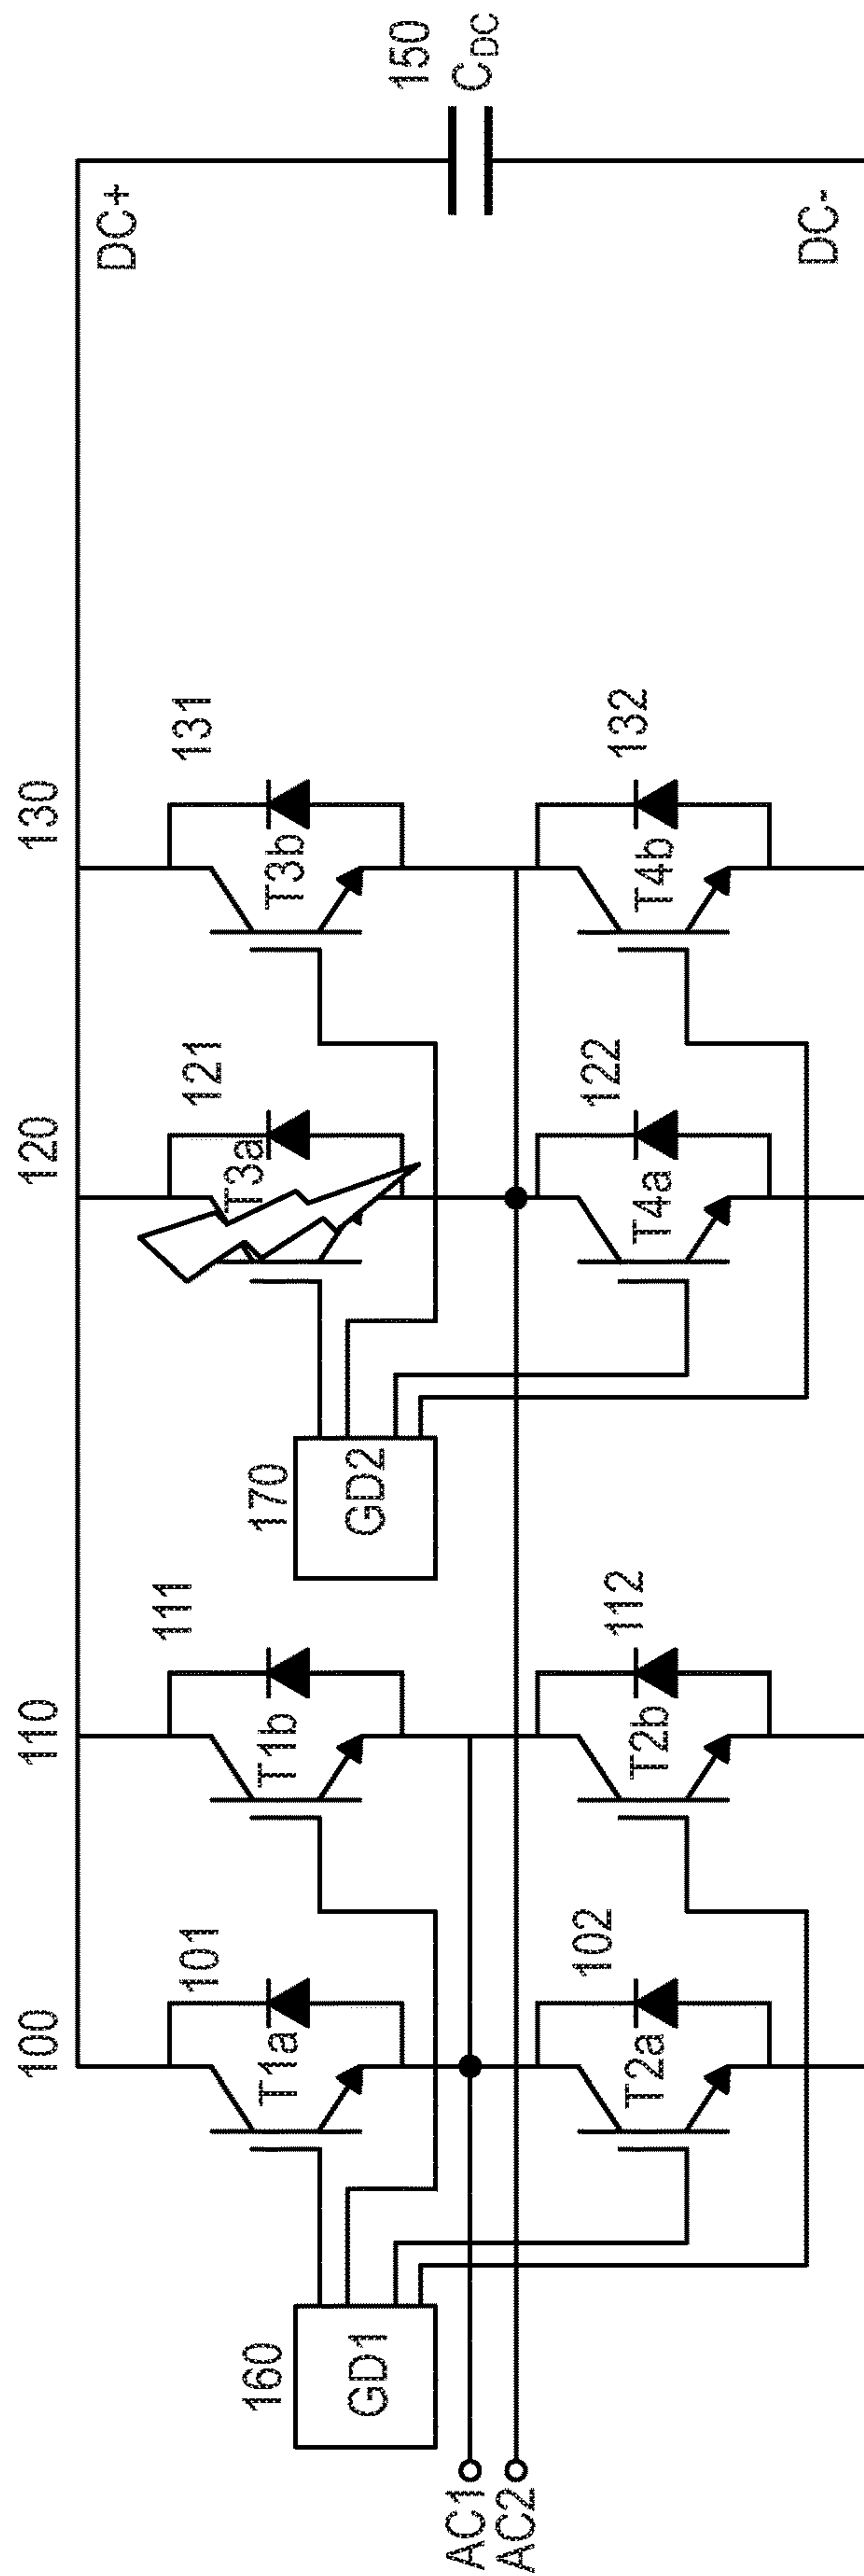 100
110
120
130
101
111
121
131
DC+
T1a
T1b
T3a
T3b
160
170
150
GD1
GD2
C_DC
AC1
AC2
102
112
122
132
T2a
T2b
T4a
T4b
DC-